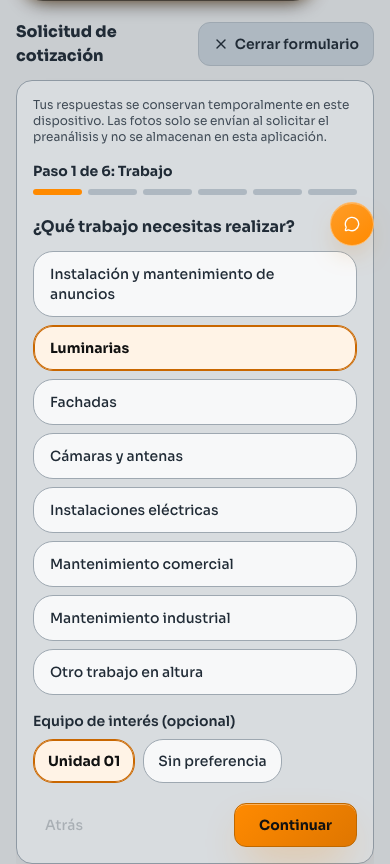 Solicitud de
cotización
Cerrar formulario
Tus respuestas se conservan temporalmente en este
dispositivo. Las fotos solo se envían al solicitar el
preanálisis y no se almacenan en esta aplicación.
Paso 1 de 6: Trabajo
¿Qué trabajo necesitas realizar?
Instalación y mantenimiento de
anuncios
Luminarias
Fachadas
Cámaras y antenas
Instalaciones eléctricas
Mantenimiento comercial
Mantenimiento industrial
Otro trabajo en altura
Equipo de interés (opcional)
Unidad 01
Sin preferencia
Atrás
Continuar